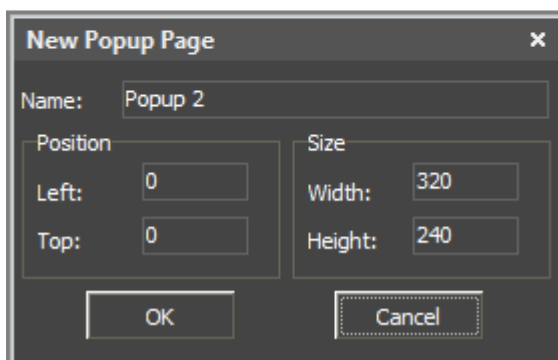 New Popup Page
Name: Popup 2
Position
Left: 0
Top: 0
Size
Width: 320
Height: 240
OK
Cancel